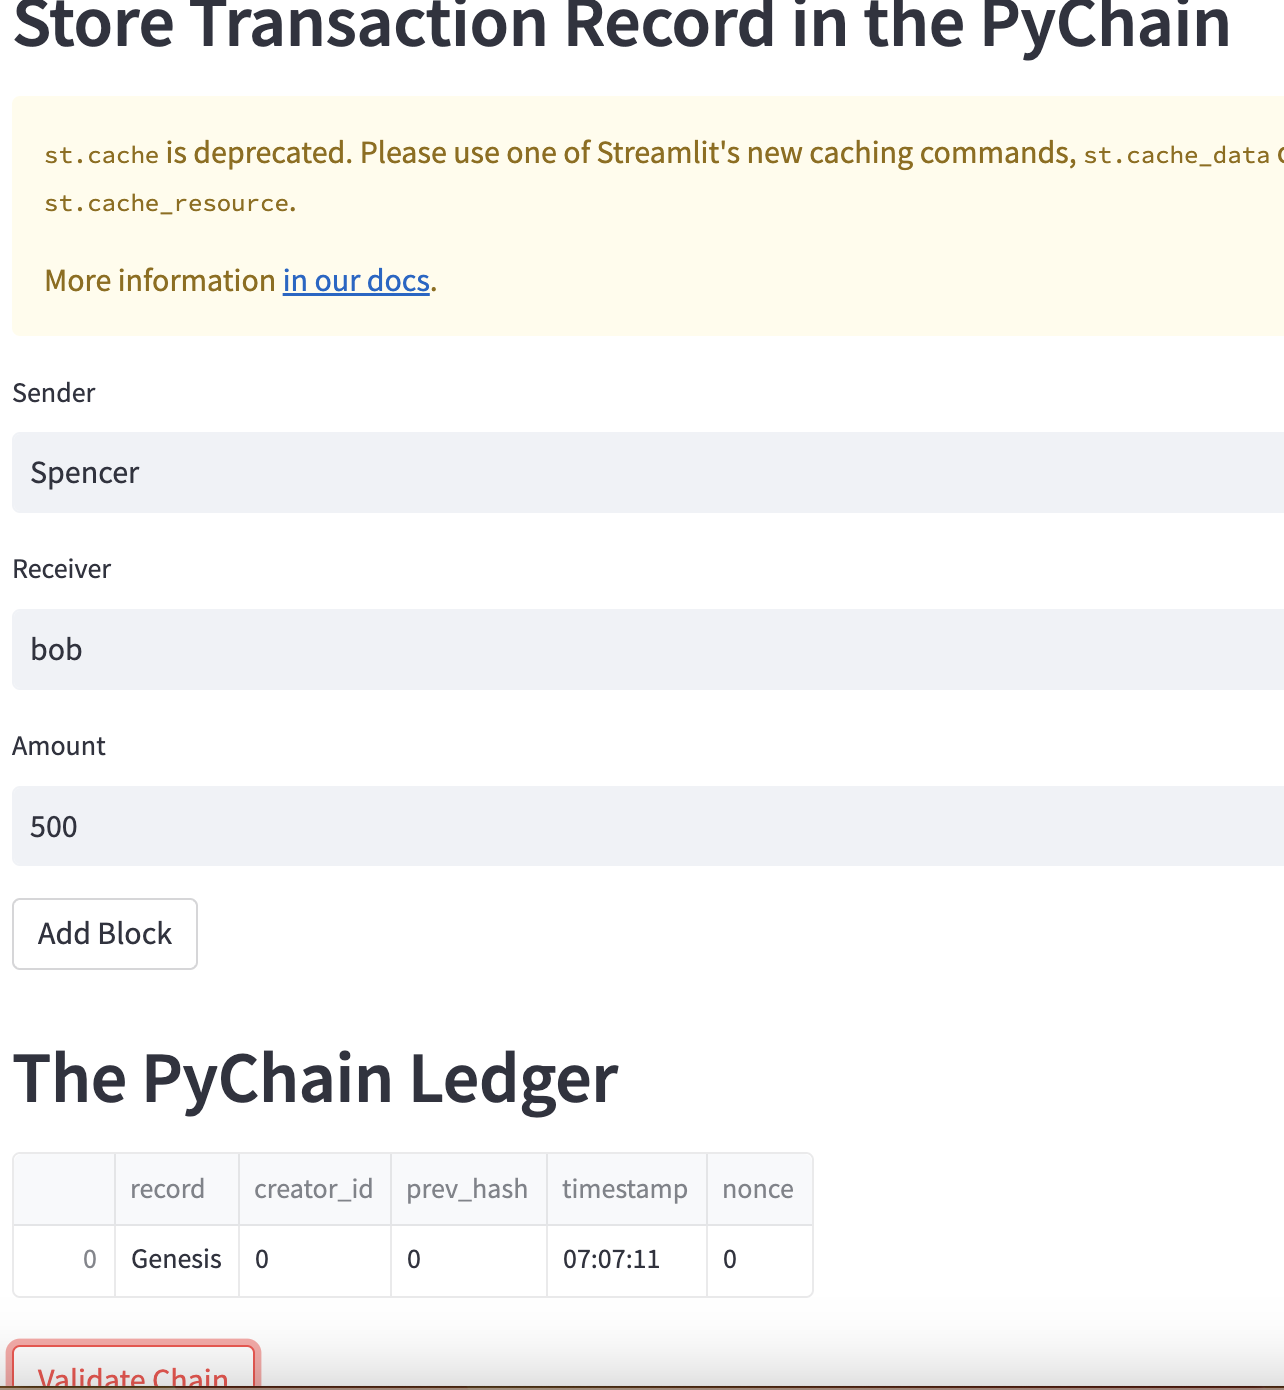 Store Transaction Record in the PyChain
st.cache is deprecated. Please use one of Streamlit's new caching commands, st.cache_data
st.cache_resource.
More information in our docs.
Sender
Spencer
Receiver
bob
Amount
500
Add Block
The PyChain Ledger
record creator_id prev_hash timestamp nonce
0 Genesis 0 0 07:07:11 0
Validate Chain